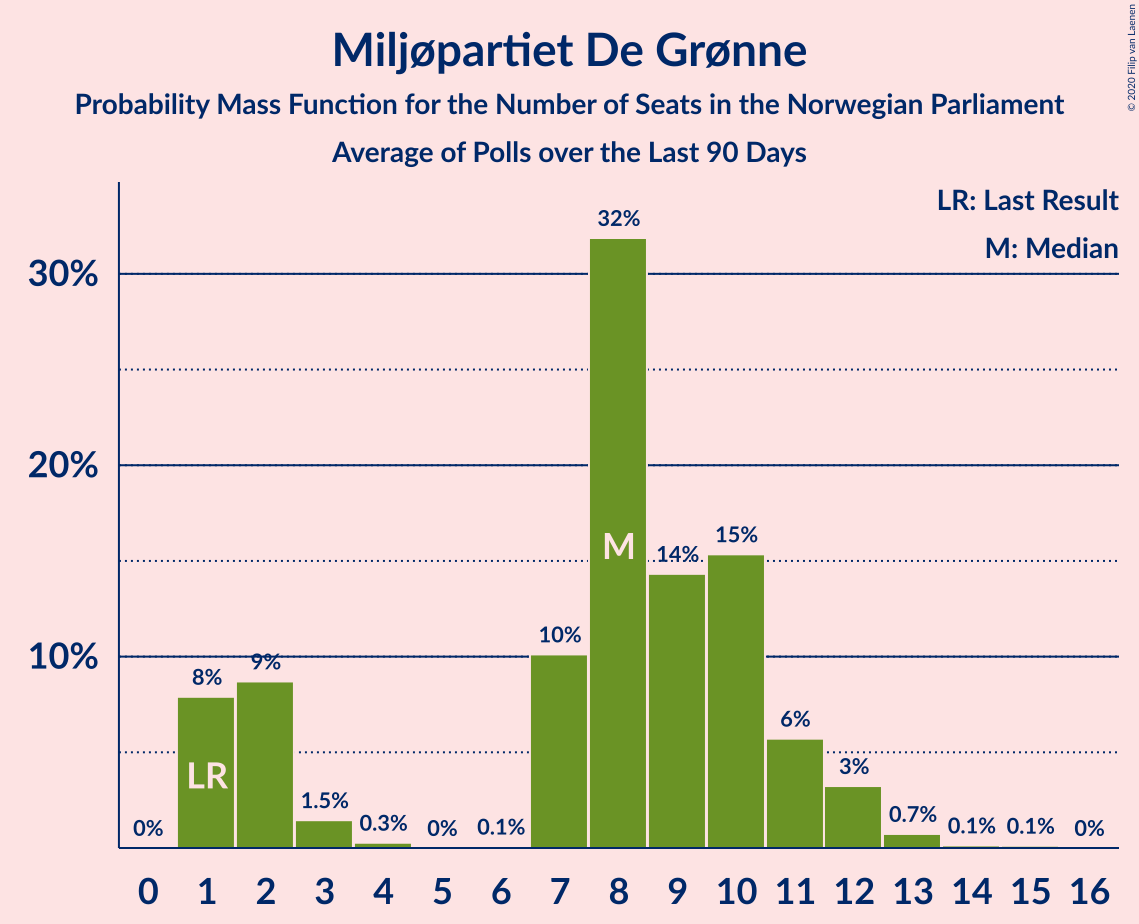 Miljøpartiet De Grønne
Probability Mass Function for the Number of Seats in the Norwegian Parliament
Average of Polls over the Last 90 Days
© 2020 Filip van Laenen
LR: Last Result
M: Median
30%
20%
10%
0%
8%
9%
1.5%
0.3%
0%
0.1%
10%
32%
14%
15%
6%
3%
0.7%
0.1%
0.1%
0%
LR
M
0 1 2 3 4 5 6 7 8 9 10 11 12 13 14 15 16